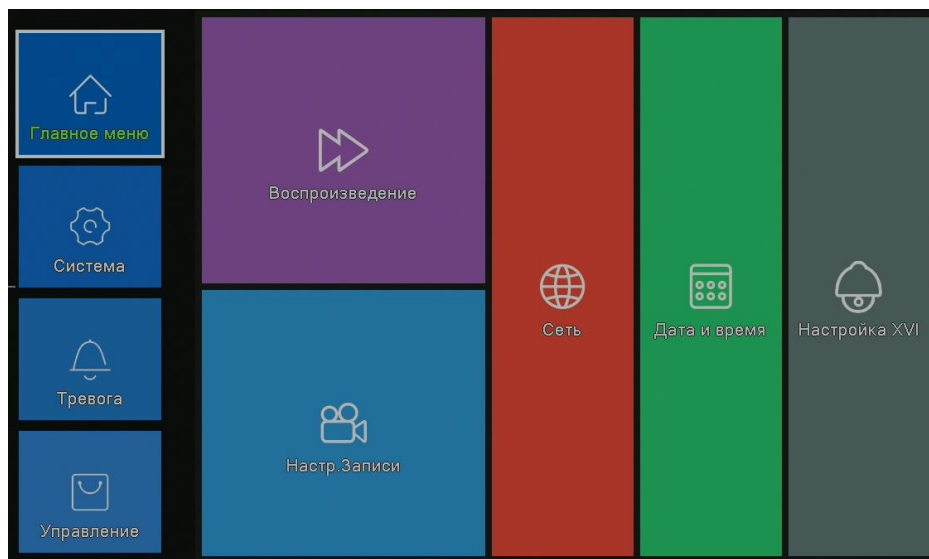 Главное меню
Система
Тревога
Управление
Воспроизведение
Настр.Записи
Сеть
Дата и время
Настройка XVI